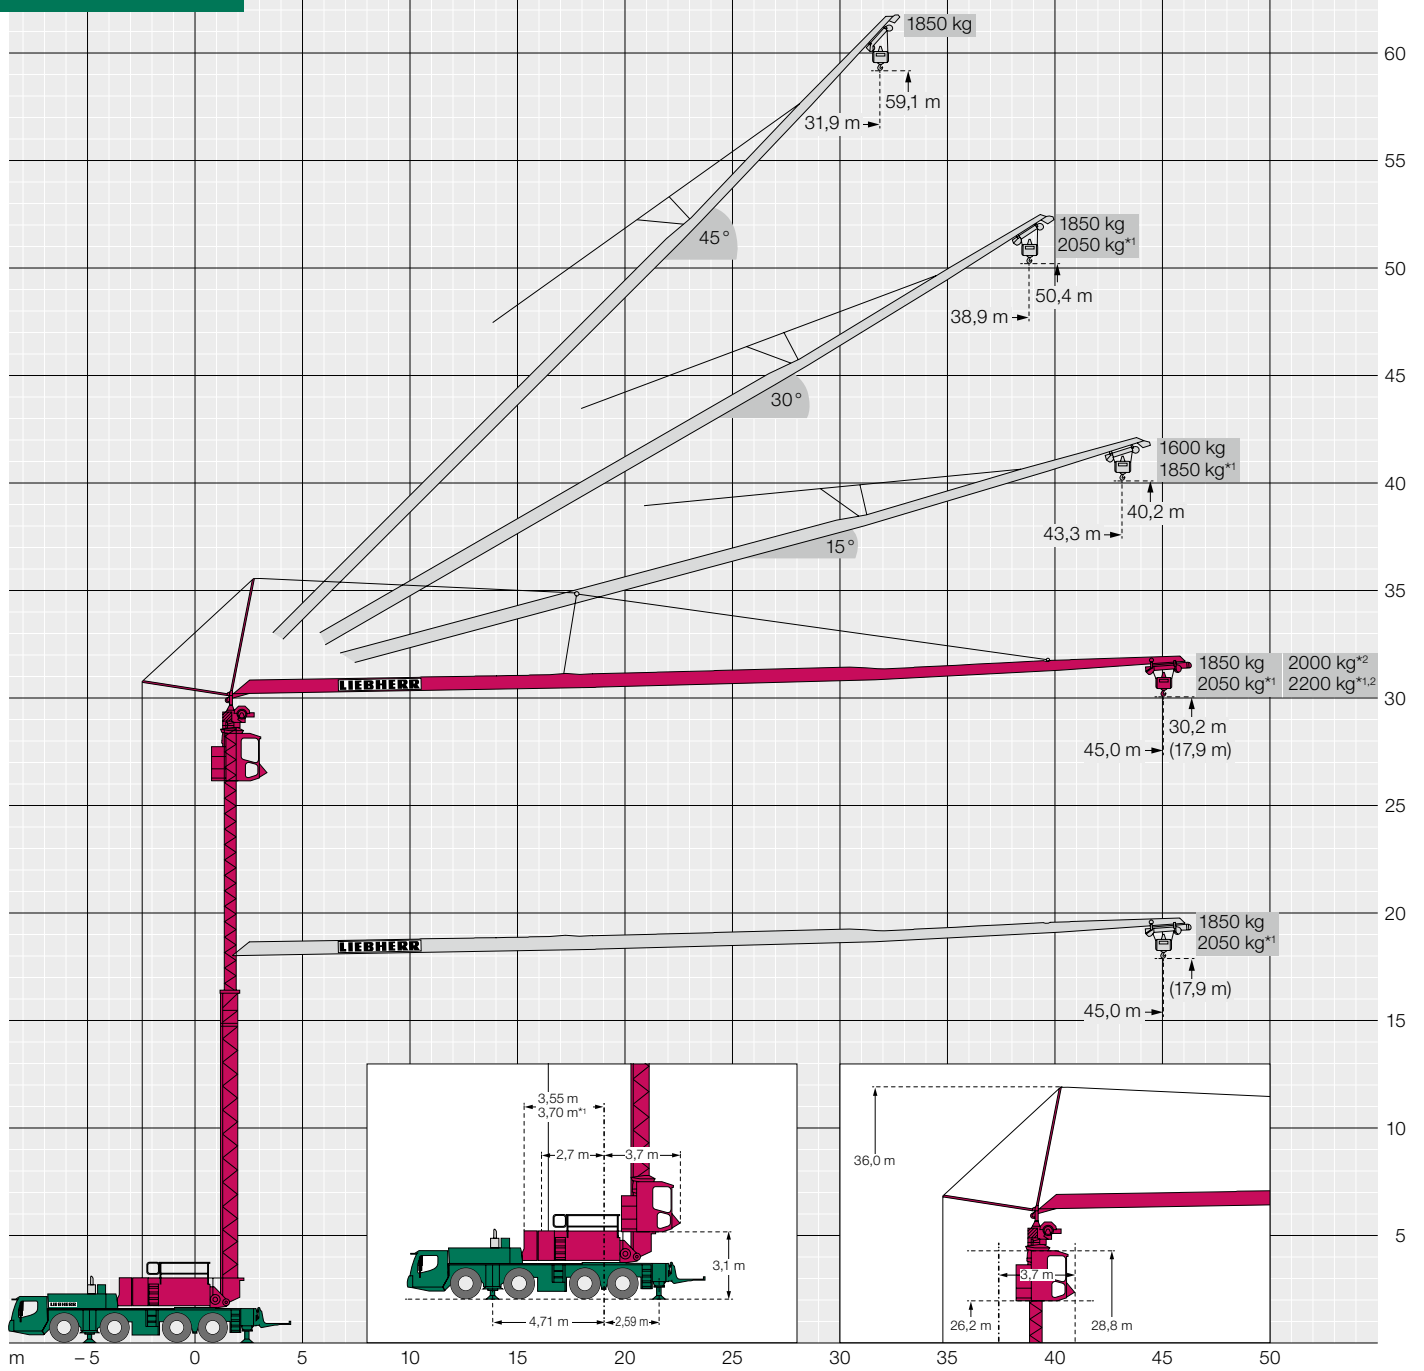 1850 kg
60
59,1 m
31,9 m
55
45°
1850 kg
2050 kg*1
50
50,4 m
38,9 m
45
30°
1600 kg
1850 kg*1
40
40,2 m
43,3 m
15°
35
1850 kg 2000 kg*2
2050 kg*1 2200 kg*1,2
LIEBHERR
30
30,2 m
45,0 m (17,9 m)
25
20
1850 kg
2050 kg*1
LIEBHERR
(17,9 m)
45,0 m
15
3,55 m
3,70 m*1
10
2,7 m 3,7 m
36,0 m
5
3,1 m
3,7 m
LIEBHERR
4,71 m 2,59 m
26,2 m 28,8 m
m –5 0 5 10 15 20 25 30 35 40 45 50